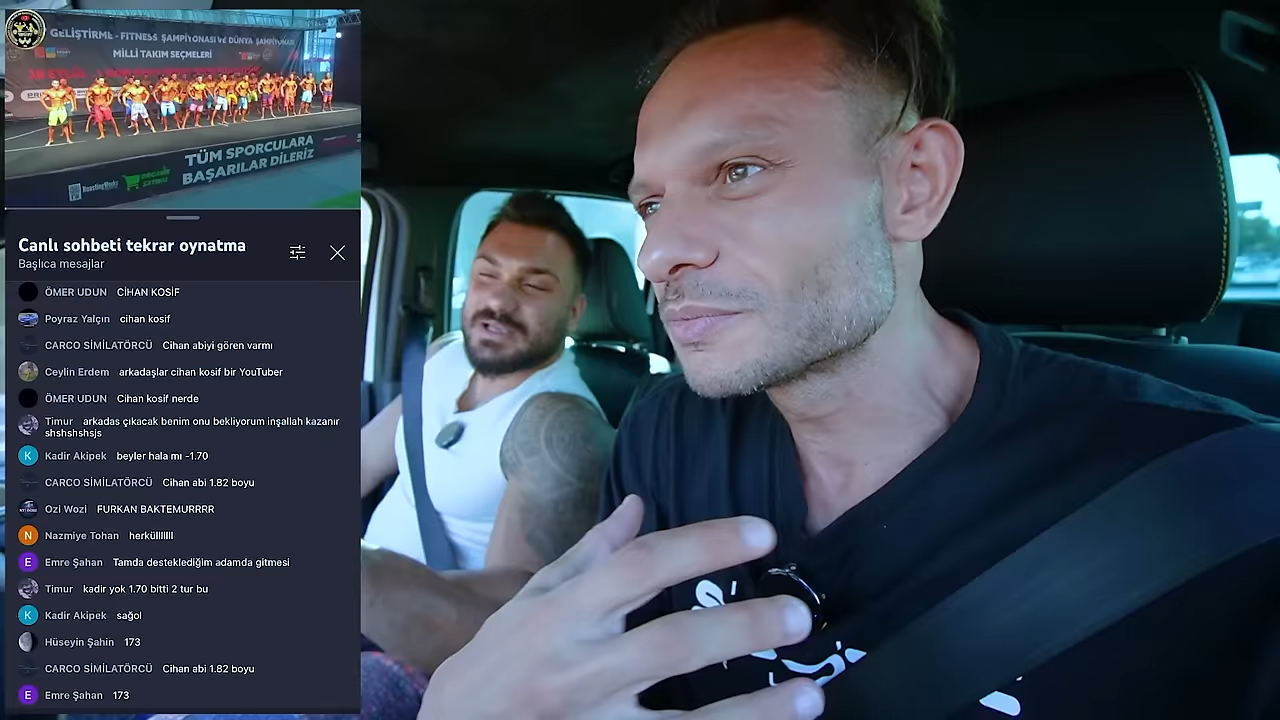 GELİŞTİRME - FITNESS ŞAMPİYONASI VE DÜNYA ŞAMPİYONASI
MİLLİ TAKIM SEÇMELERİ
TÜM SPORCULARA
BAŞARILAR DİLERİZ
Canlı sohbeti tekrar oynatma
Başlıca mesajlar
ÖMER UDUN CİHAN KOSİF
Poyraz Yalçın cihan kosif
CARCO SİMİLATÖRCÜ Cihan abiyi gören varmı
Ceylin Erdem arkadaşlar cihan kosif bir YouTuber
ÖMER UDUN Cihan kosif nerde
Timur arkadas çıkacak benim onu bekliyorum inşallah kazanır
shshshshsjs
K Kadir Akipek beyler hala mı -1.70
CARCO SİMİLATÖRCÜ Cihan abi 1.82 boyu
Ozi Wozi FURKAN BAKTEMURRRR
N Nazmiye Tohan herkülllllll
E Emre Şahan Tamda desteklediğim adamda gitmesi
Timur kadir yok 1.70 bitti 2 tur bu
K Kadir Akipek sağol
Hüseyin Şahin 173
CARCO SİMİLATÖRCÜ Cihan abi 1.82 boyu
E Emre Şahan 173